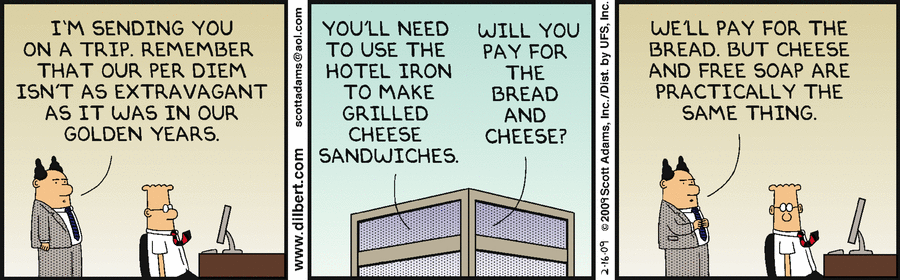 I'M SENDING YOU
ON A TRIP. REMEMBER
THAT OUR PER DIEM
ISN'T AS EXTRAVAGANT
AS IT WAS IN OUR
GOLDEN YEARS.
www.dilbert.com scottadams@aol.com
YOU'LL NEED
TO USE THE
HOTEL IRON
TO MAKE
GRILLED
CHEESE
SANDWICHES.
WILL YOU
PAY FOR
THE
BREAD
AND
CHEESE?
2-16-09 © 2009 Scott Adams, Inc./Dist. by UFS, Inc.
WE'LL PAY FOR THE
BREAD. BUT CHEESE
AND FREE SOAP ARE
PRACTICALLY THE
SAME THING.